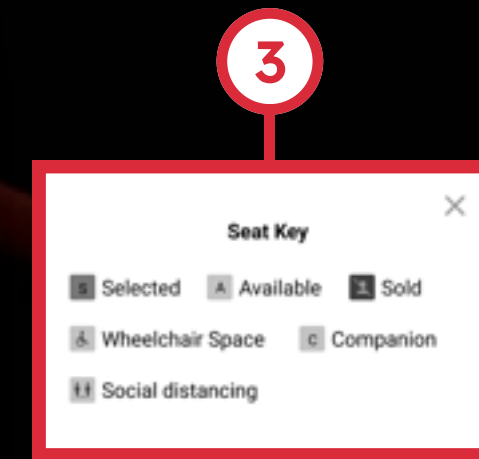 3
Seat Key
S Selected A Available Sold
Wheelchair Space C Companion
Social distancing